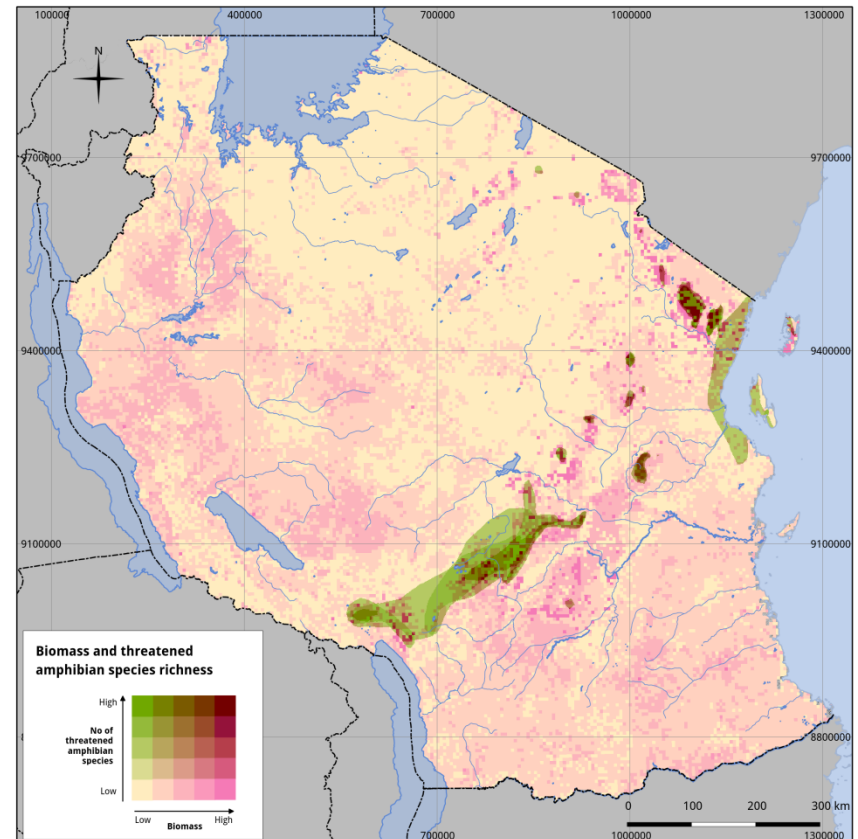 100000 400000 700000 1000000 1300000
N
9700000 9700000
9400000 9400000
9100000 9100000
Biomass and threatened
amphibian species richness
High
No of
threatened
amphibian
species
Low
Low High
Biomass
8800000
0 100 200 300 km
700000 1000000 1300000